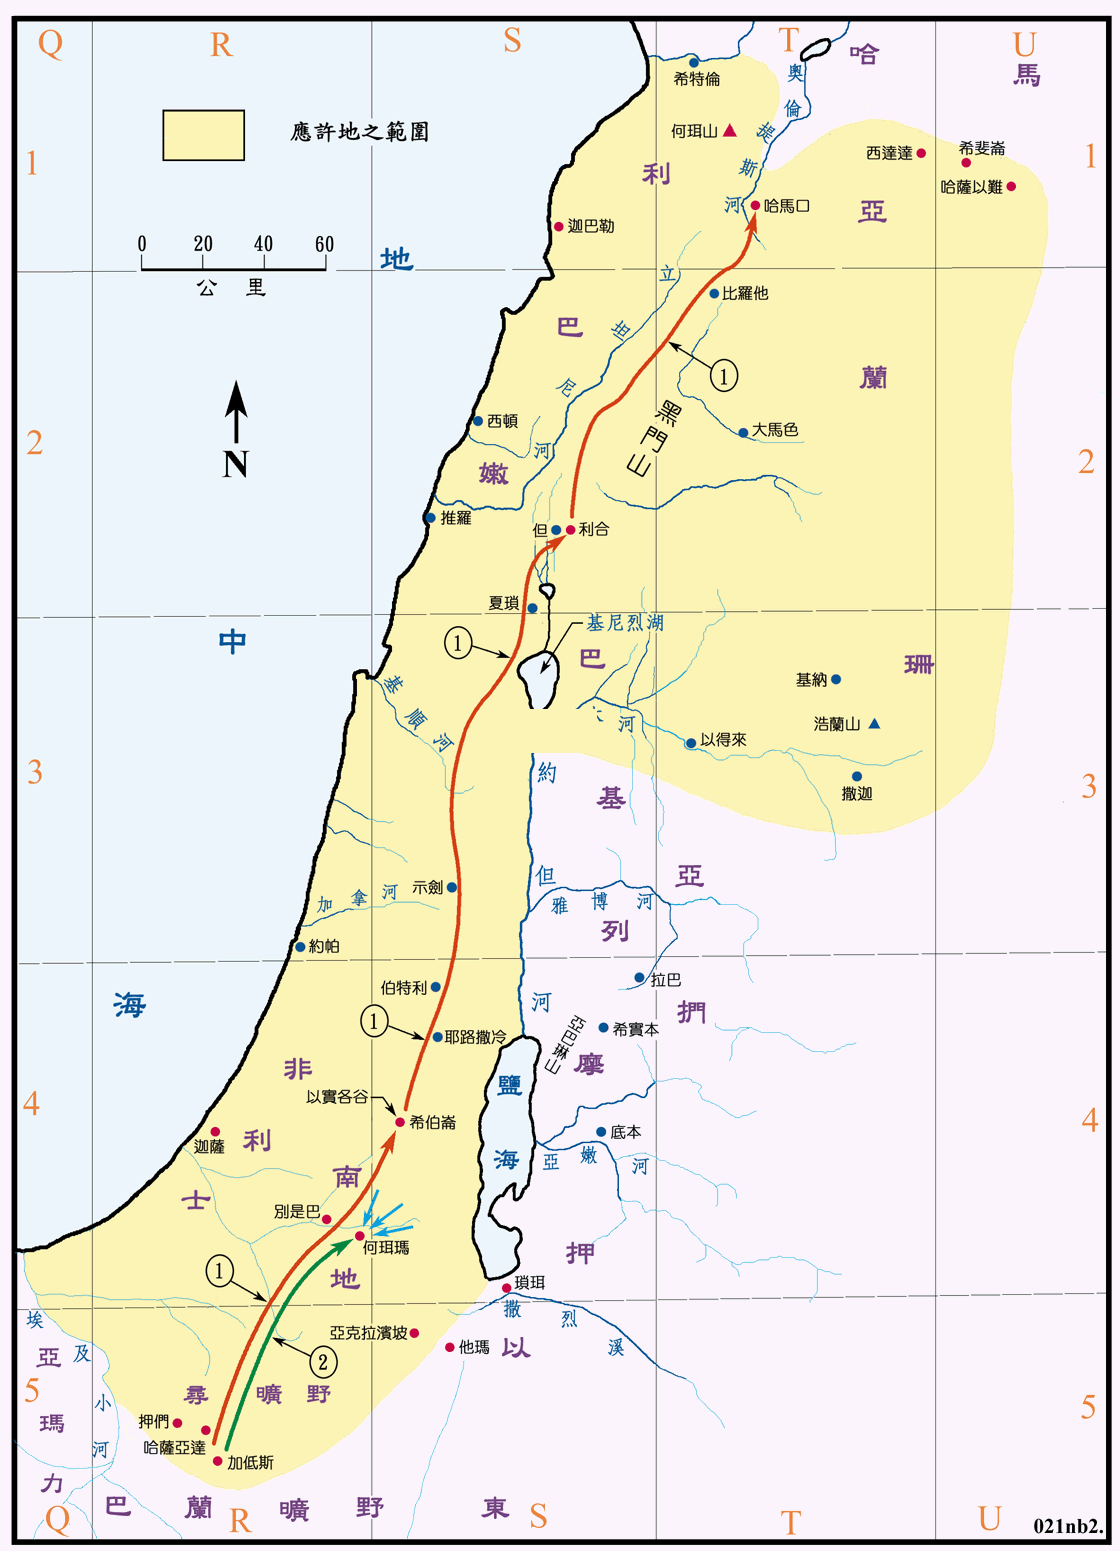 Q
R
S
T
U
哈
馬
奧
倫
提
斯
河
希特倫
何珥山
應許地之範圍
1
1
西達達
希斐崙
哈薩以難
利
亞
哈馬口
迦巴勒
0 20 40 60
公里
地
立
坦
尼
河
比羅他
巴
蘭
1
N
2
2
西頓
黑門山
大馬色
嫩
推羅
但
利合
夏瑣
中
1
基尼烈湖
巴
珊
基納
浩蘭山
基順河
河
以得來
撒迦
3
3
約
但
河
基
列
亞
捫
示劍
加拿河
雅博河
約帕
伯特利
拉巴
海
1
耶路撒冷
希實本
亞巴琳山
摩
押
非
利
士
地
鹽
海
4
4
以實各谷
希伯崙
迦薩
底本
亞嫩河
南
地
別是巴
何珥瑪
1
瑣珥
撒烈溪
埃及小河
亞瑪力
亞克拉濱坡
他瑪
以
東
2
5
5
尋曠野
押們
哈薩亞達
加低斯
巴蘭曠野
Q
R
S
T
U
021nb2.